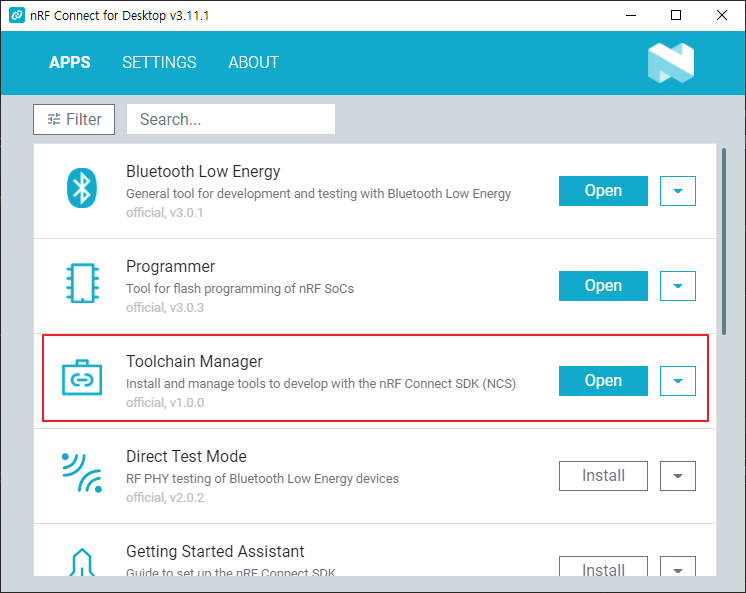 nRF Connect for Desktop v3.11.1
APPS SETTINGS ABOUT
Filter Search...
Bluetooth Low Energy
General tool for development and testing with Bluetooth Low Energy
official, v3.0.1
Open
Programmer
Tool for flash programming of nRF SoCs
official, v3.0.3
Open
Toolchain Manager
Install and manage tools to develop with the nRF Connect SDK (NCS)
official, v1.0.0
Open
Direct Test Mode
RF PHY testing of Bluetooth Low Energy devices
official, v2.0.2
Install
Getting Started Assistant
Guide to set up the nRF Connect SDK
Install